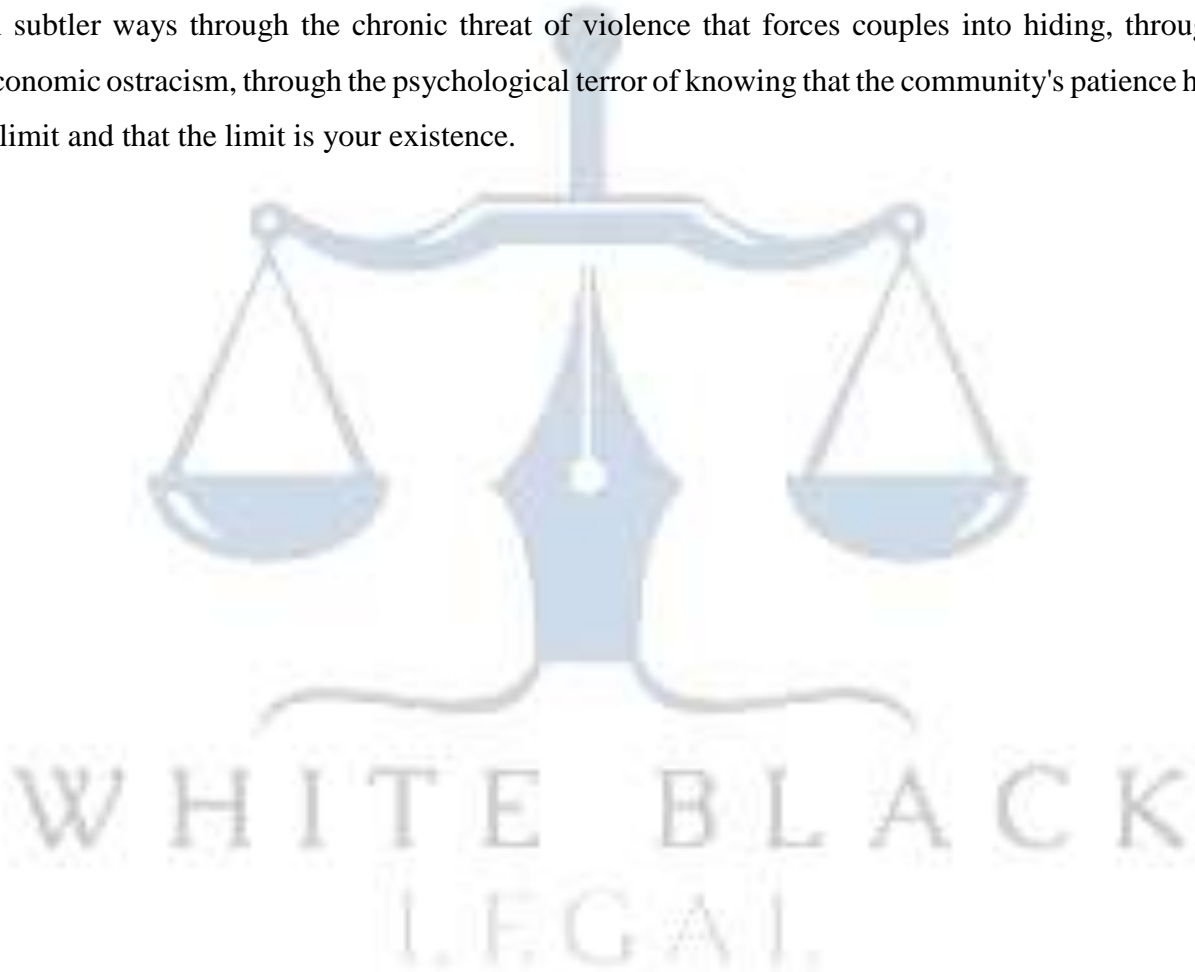 subtler ways through the chronic threat of violence that forces couples into hiding, throug
conomic ostracism, through the psychological terror of knowing that the community's patience h
limit and that the limit is your existence.
WHITE BLACK
LEGAL